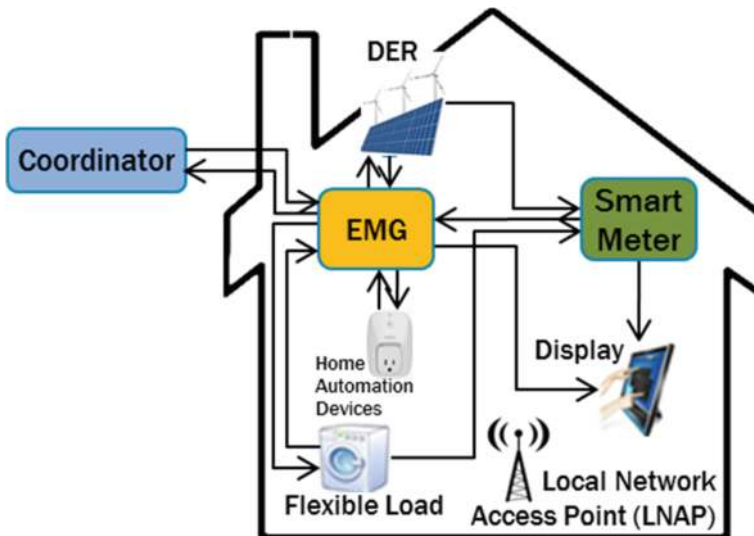 DER
Coordinator
EMG
Smart
Meter
Home
Automation
Devices
Display
Flexible Load
Local Network
Access Point (LNAP)